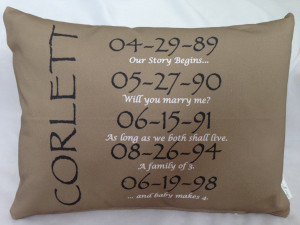 CORLETT
04-29-89
Our Story Begins...
05-27-90
Will you marry me?
06-15-91
As long as we both shall live.
08-26-94
A family of 3.
06-19-98
... and baby makes 4.